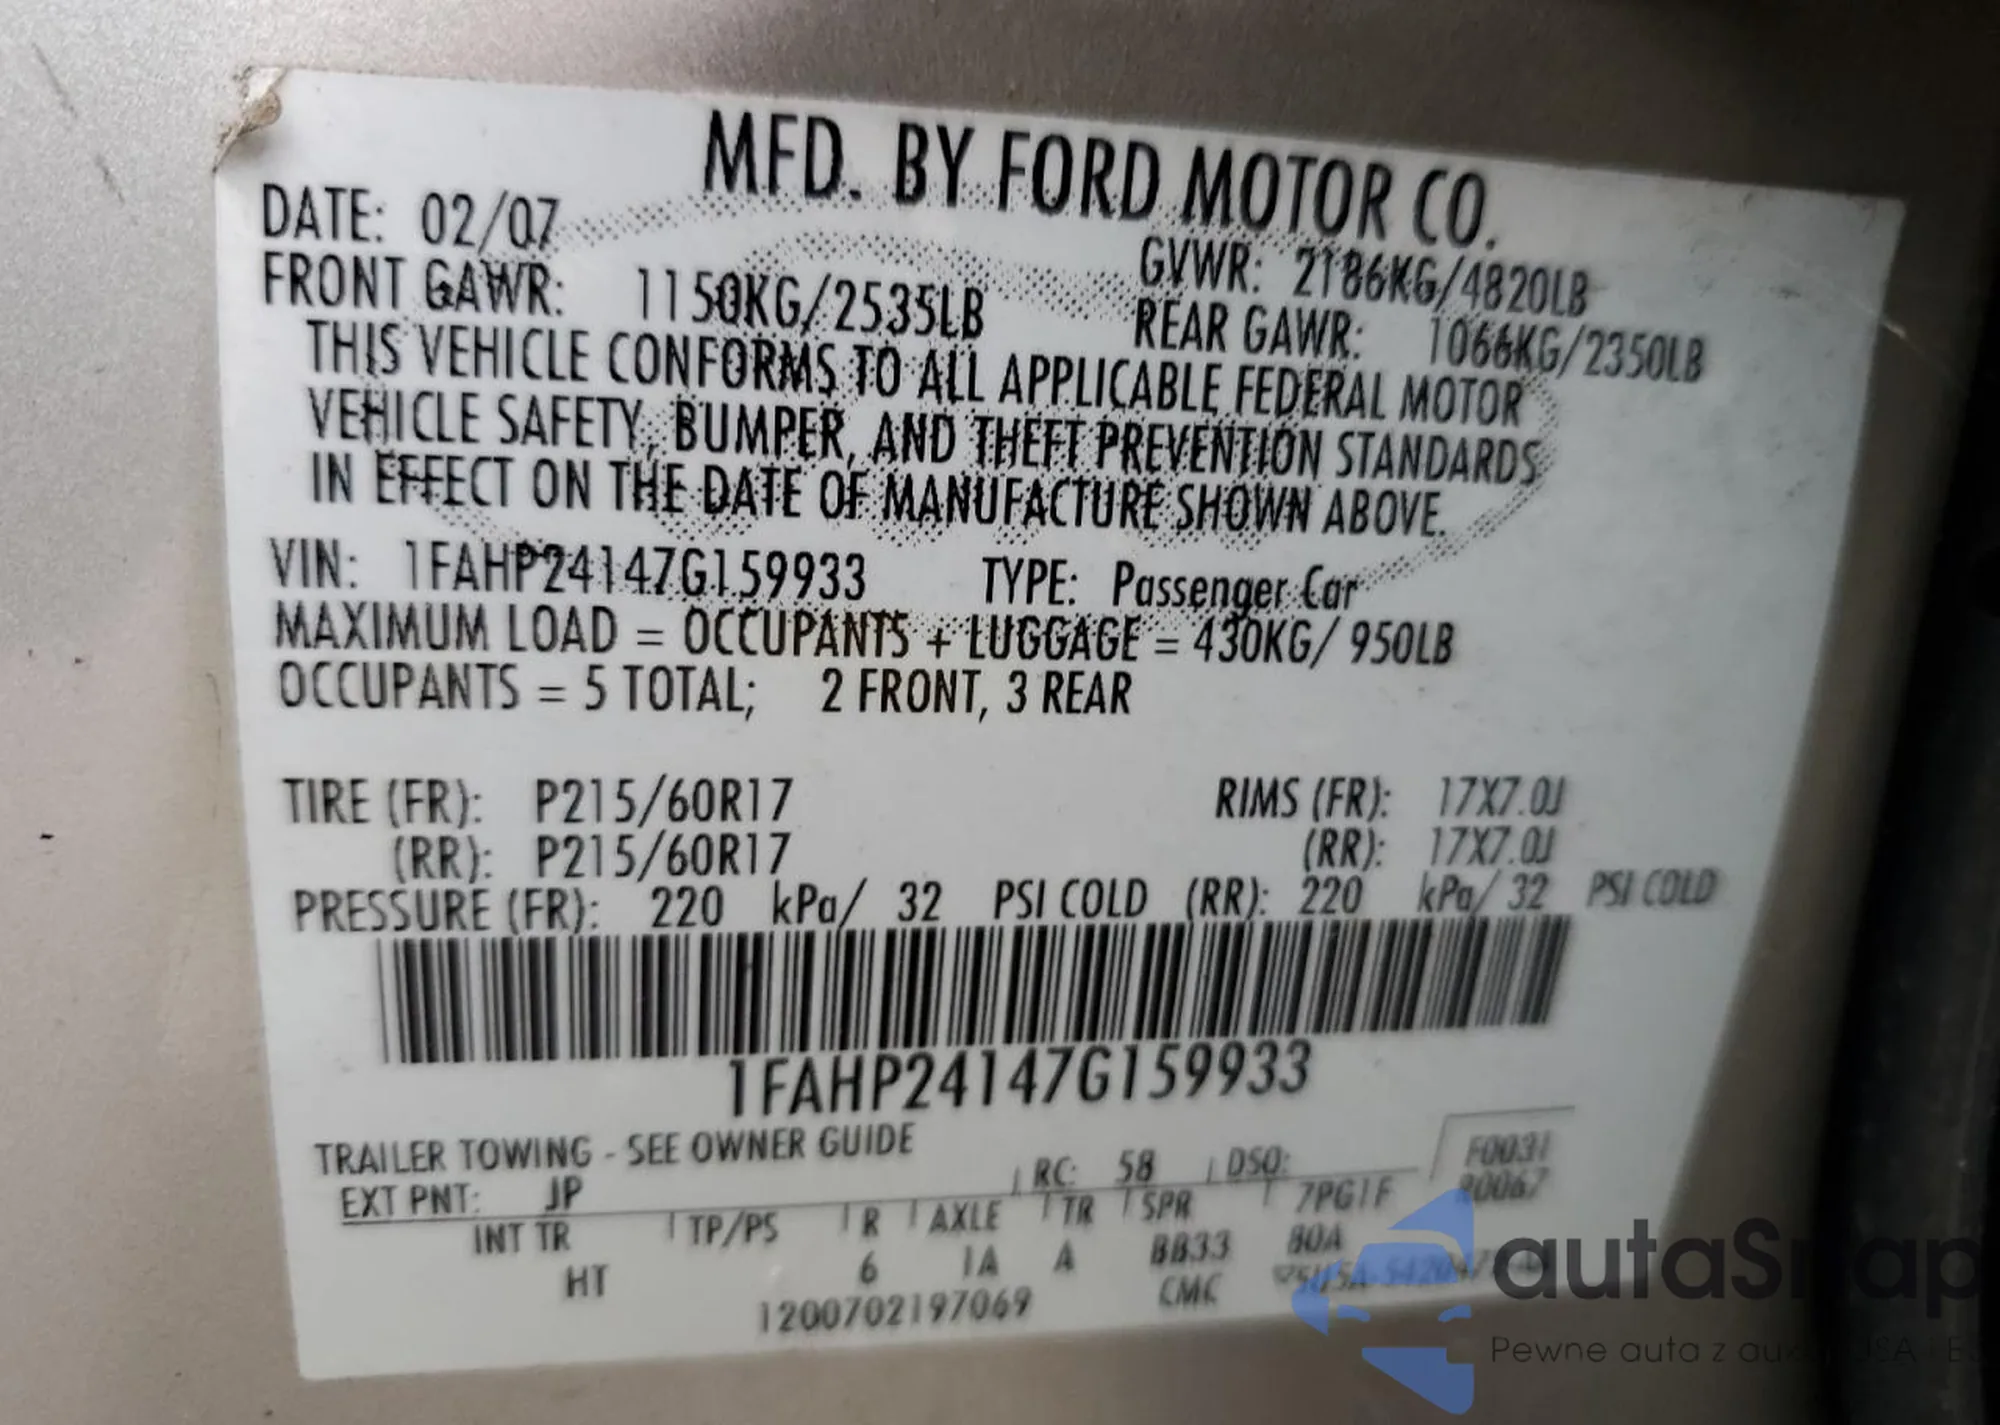 MFD. BY FORD MOTOR CO.
DATE: 02/07 GVWR: 2186KG/4820LB
FRONT GAWR: 1150KG/2535LB REAR GAWR: 1066KG/2350LB
THIS VEHICLE CONFORMS TO ALL APPLICABLE FEDERAL MOTOR
VEHICLE SAFETY, BUMPER, AND THEFT PREVENTION STANDARDS
IN EFFECT ON THE DATE OF MANUFACTURE SHOWN ABOVE.
VIN: 1FAHP24147G159933 TYPE: Passenger Car
MAXIMUM LOAD = OCCUPANTS + LUGGAGE = 430KG/ 950LB
OCCUPANTS = 5 TOTAL; 2 FRONT, 3 REAR
TIRE (FR): P215/60R17 RIMS (FR): 17X7.0J
(RR): P215/60R17 (RR): 17X7.0J
PRESSURE (FR): 220 kPa/ 32 PSI COLD (RR): 220 kPa/ 32 PSI COLD
1FAHP24147G159933
TRAILER TOWING - SEE OWNER GUIDE
EXT PNT: JP RC: 58 DSO: F0031
R0067
INT TR TP/PS R AXLE TR SPR 7PG1F
HT 6 1A A BB33 80A
1200702197069 CMC
autaSnap
Pewne auta z USA